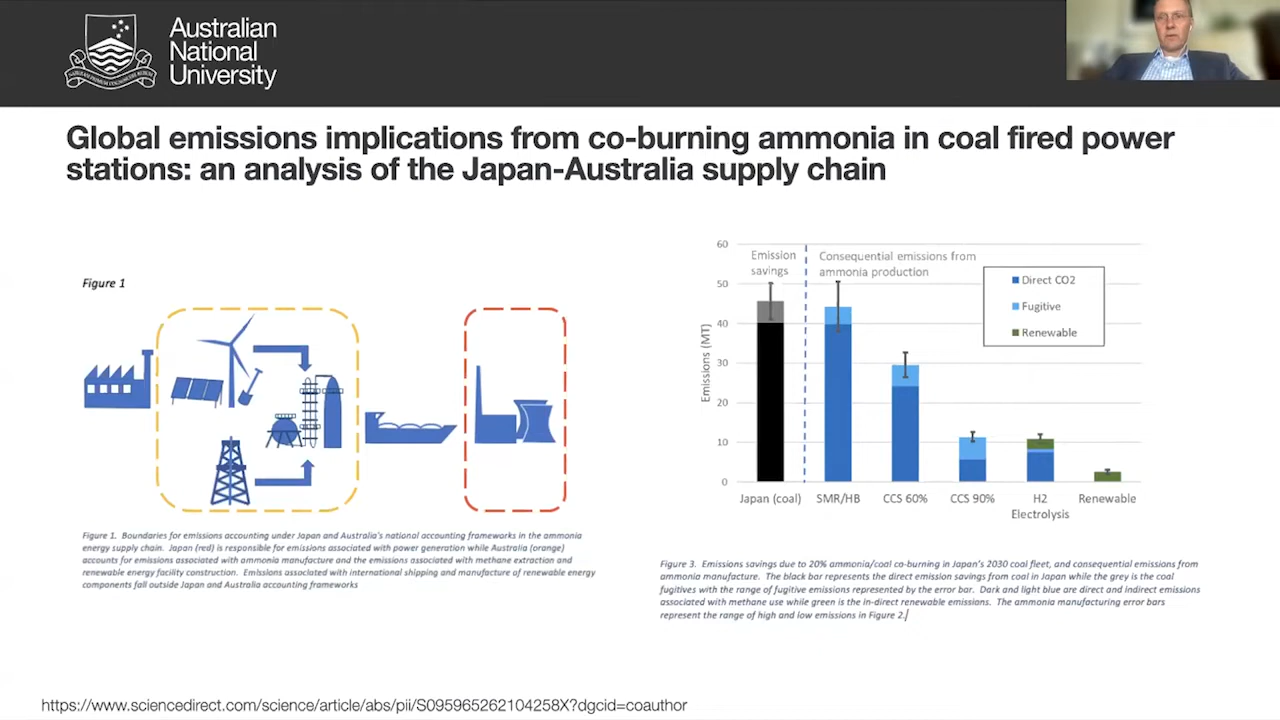 Australian
National
University
Global emissions implications from co-burning ammonia in coal fired power
stations: an analysis of the Japan-Australia supply chain
Figure 1
Figure 1. Boundaries for emissions accounting under Japan and Australia's national accounting frameworks in the ammonia
energy supply chain. Japan (red) is responsible for emissions associated with power generation while Australia (orange)
accounts for emissions associated with ammonia manufacture and the emissions associated with methane extraction and
renewable energy facility construction. Emissions associated with international shipping and manufacture of renewable energy
components fall outside Japan and Australia accounting frameworks
60
50
40
30
20
10
0
Emissions (MT)
Emission
savings
Consequential emissions from
ammonia production
Direct CO2
Fugitive
Renewable
Japan (coal)
SMR/HB
CCS 60%
CCS 90%
H2
Electrolysis
Renewable
Figure 3. Emissions savings due to 20% ammonia/coal co-burning in Japan's 2030 coal fleet, and consequential emissions from
ammonia manufacture. The black bar represents the direct emission savings from coal in Japan while the grey is the coal
fugitives with the range of fugitive emissions represented by the error bar. Dark and light blue are direct and indirect emissions
associated with methane use while green is the in-direct renewable emissions. The ammonia manufacturing error bars
represent the range of high and low emissions in Figure 2.
https://www.sciencedirect.com/science/article/abs/pii/S095965262104258X?dgcid=coauthor